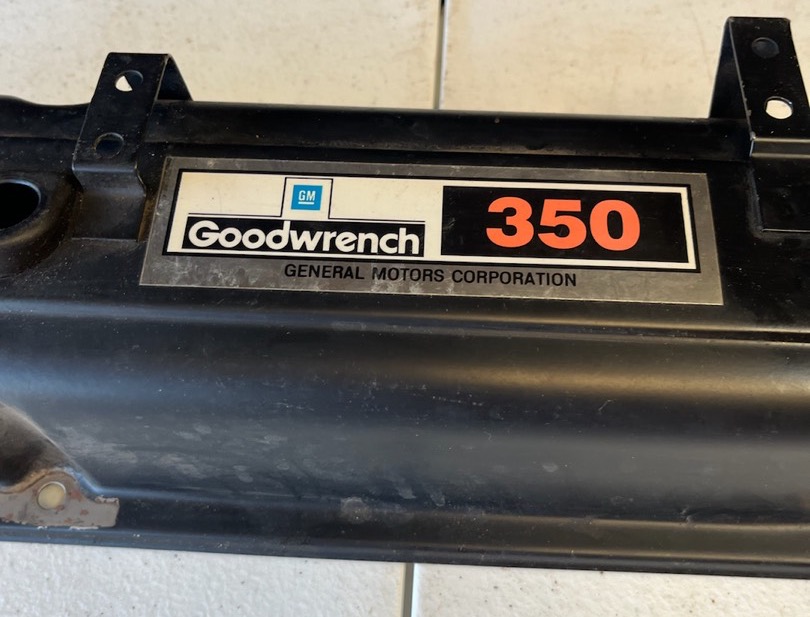 GM
Goodwrench 350
GENERAL MOTORS CORPORATION